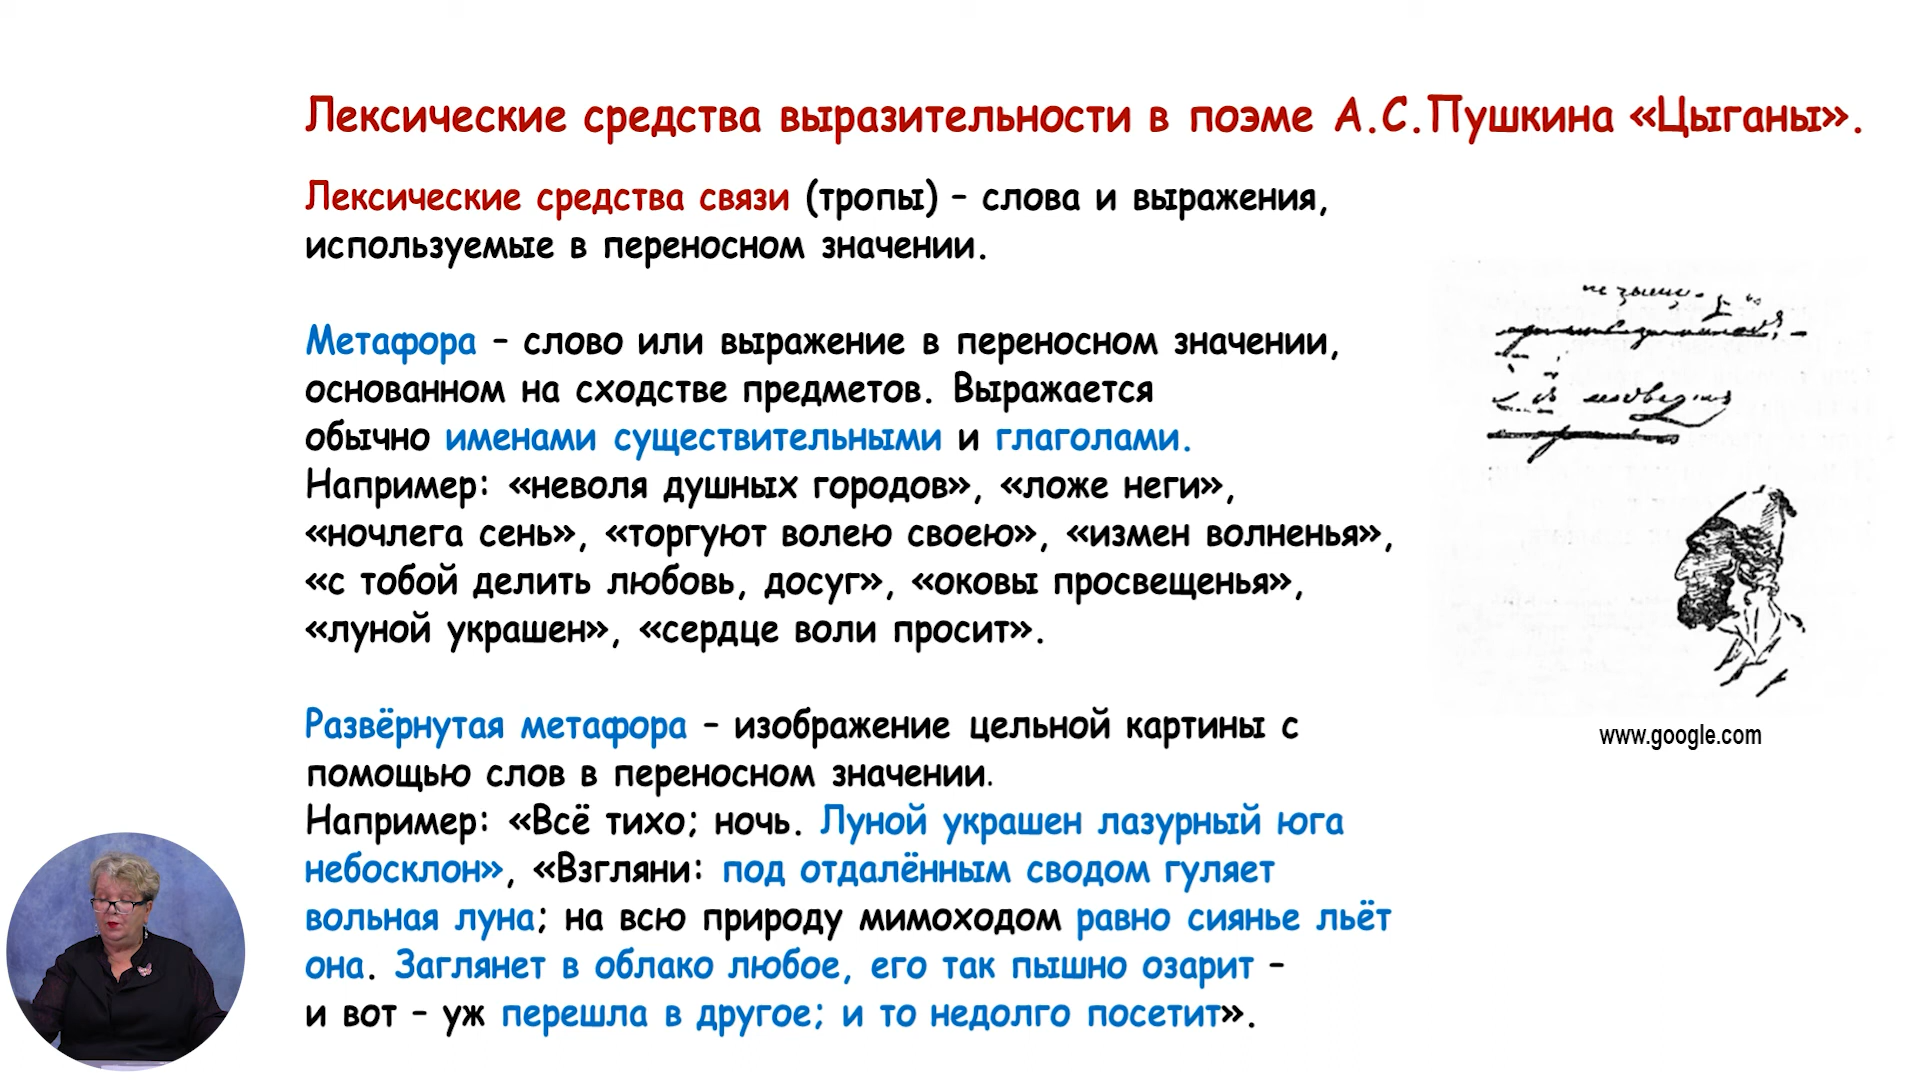 Лексические средства выразительности в поэме А.С.Пушкина «Цыганы».
Лексические средства связи (тропы) – слова и выражения,
используемые в переносном значении.
Метафора – слово или выражение в переносном значении,
основанном на сходстве предметов. Выражается
обычно именами существительными и глаголами.
Например: «неволя душных городов», «ложе неги»,
«ночлега сень», «торгуют волею своею», «измен волненья»,
«с тобой делить любовь, досуг», «оковы просвещенья»,
«луной украшен», «сердце воли просит».
Развёрнутая метафора – изображение цельной картины с
помощью слов в переносном значении.
Например: «Всё тихо; ночь. Луной украшен лазурный юга
небосклон», «Взгляни: под отдалённым сводом гуляет
вольная луна; на всю природу мимоходом равно сиянье льёт
она. Заглянет в облако любое, его так пышно озарит –
и вот – уж перешла в другое; и то недолго посетит».
www.google.com